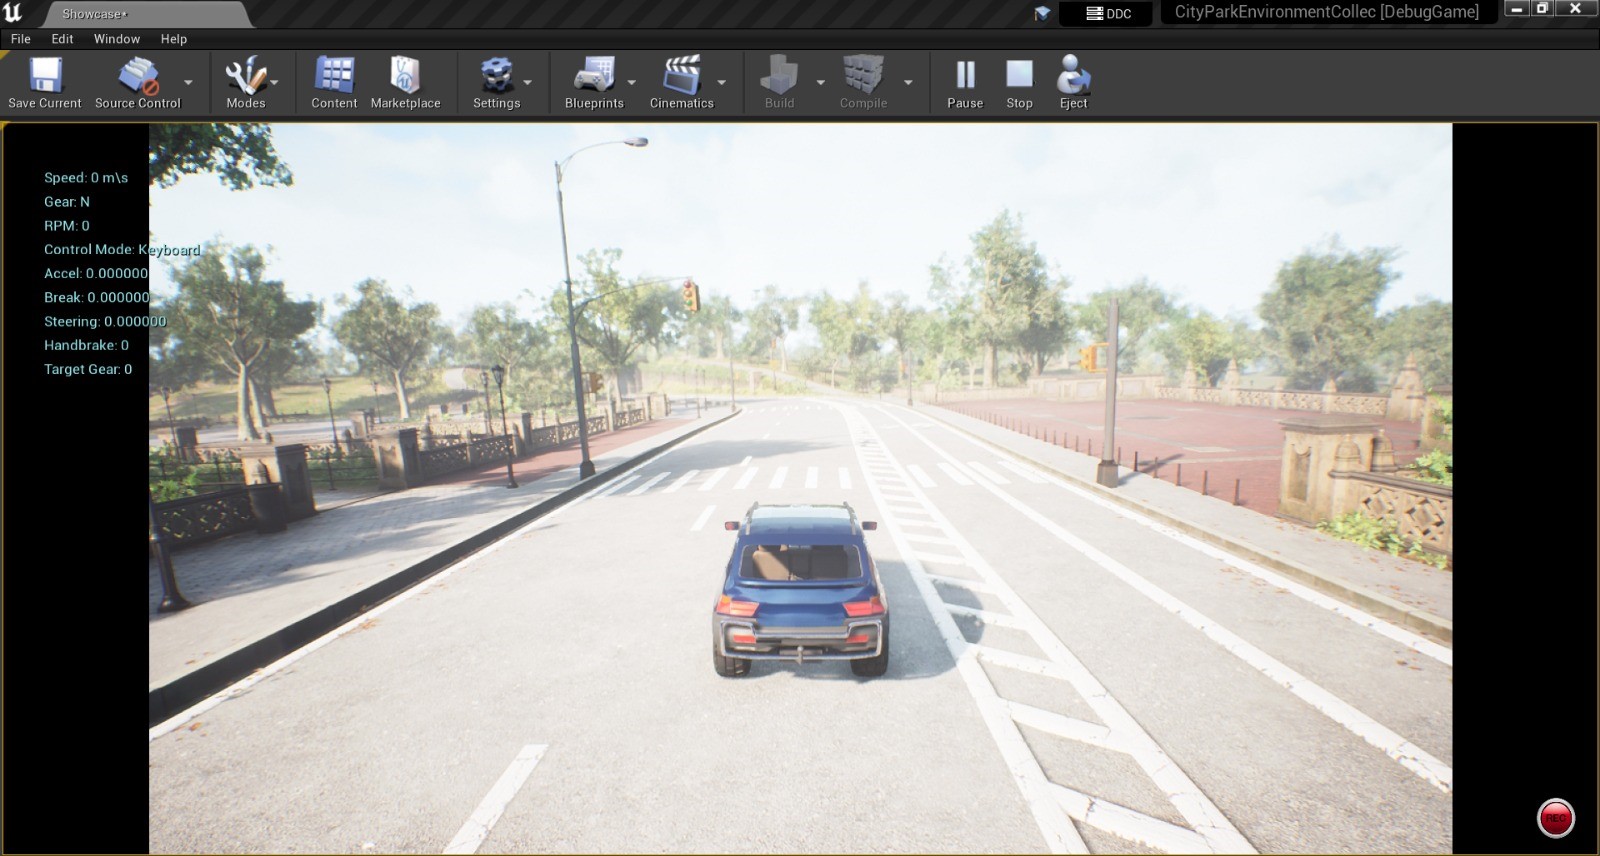 Showcase•
DDC
CityParkEnvironmentCollec [DebugGame]
File Edit Window Help
Save Current Source Control Modes Content Marketplace Settings Blueprints Cinematics Build Compile Pause Stop Eject
Speed: 0 m\s
Gear: N
RPM: 0
Control Mode: Keyboard
Accel: 0.000000
Break: 0.000000
Steering: 0.000000
Handbrake: 0
Target Gear: 0
REC